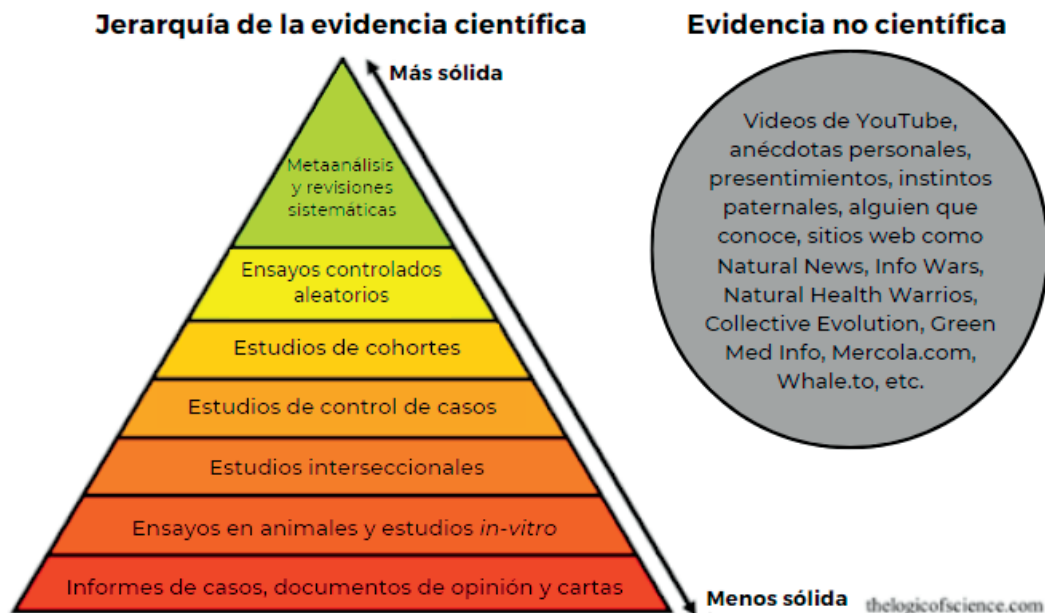 Jerarquía de la evidencia científica
Más sólida
Metaanálisis
y revisiones
sistemáticas
Ensayos controlados
aleatorios
Estudios de cohortes
Estudios de control de casos
Estudios interseccionales
Ensayos en animales y estudios in-vitro
Informes de casos, documentos de opinión y cartas
Menos sólida
Evidencia no científica
Videos de YouTube,
anécdotas personales,
presentimientos, instintos
paternales, alguien que
conoce, sitios web como
Natural News, Info Wars,
Natural Health Warrios,
Collective Evolution, Green
Med Info, Mercola.com,
Whale.to, etc.
thelogicofscience.com